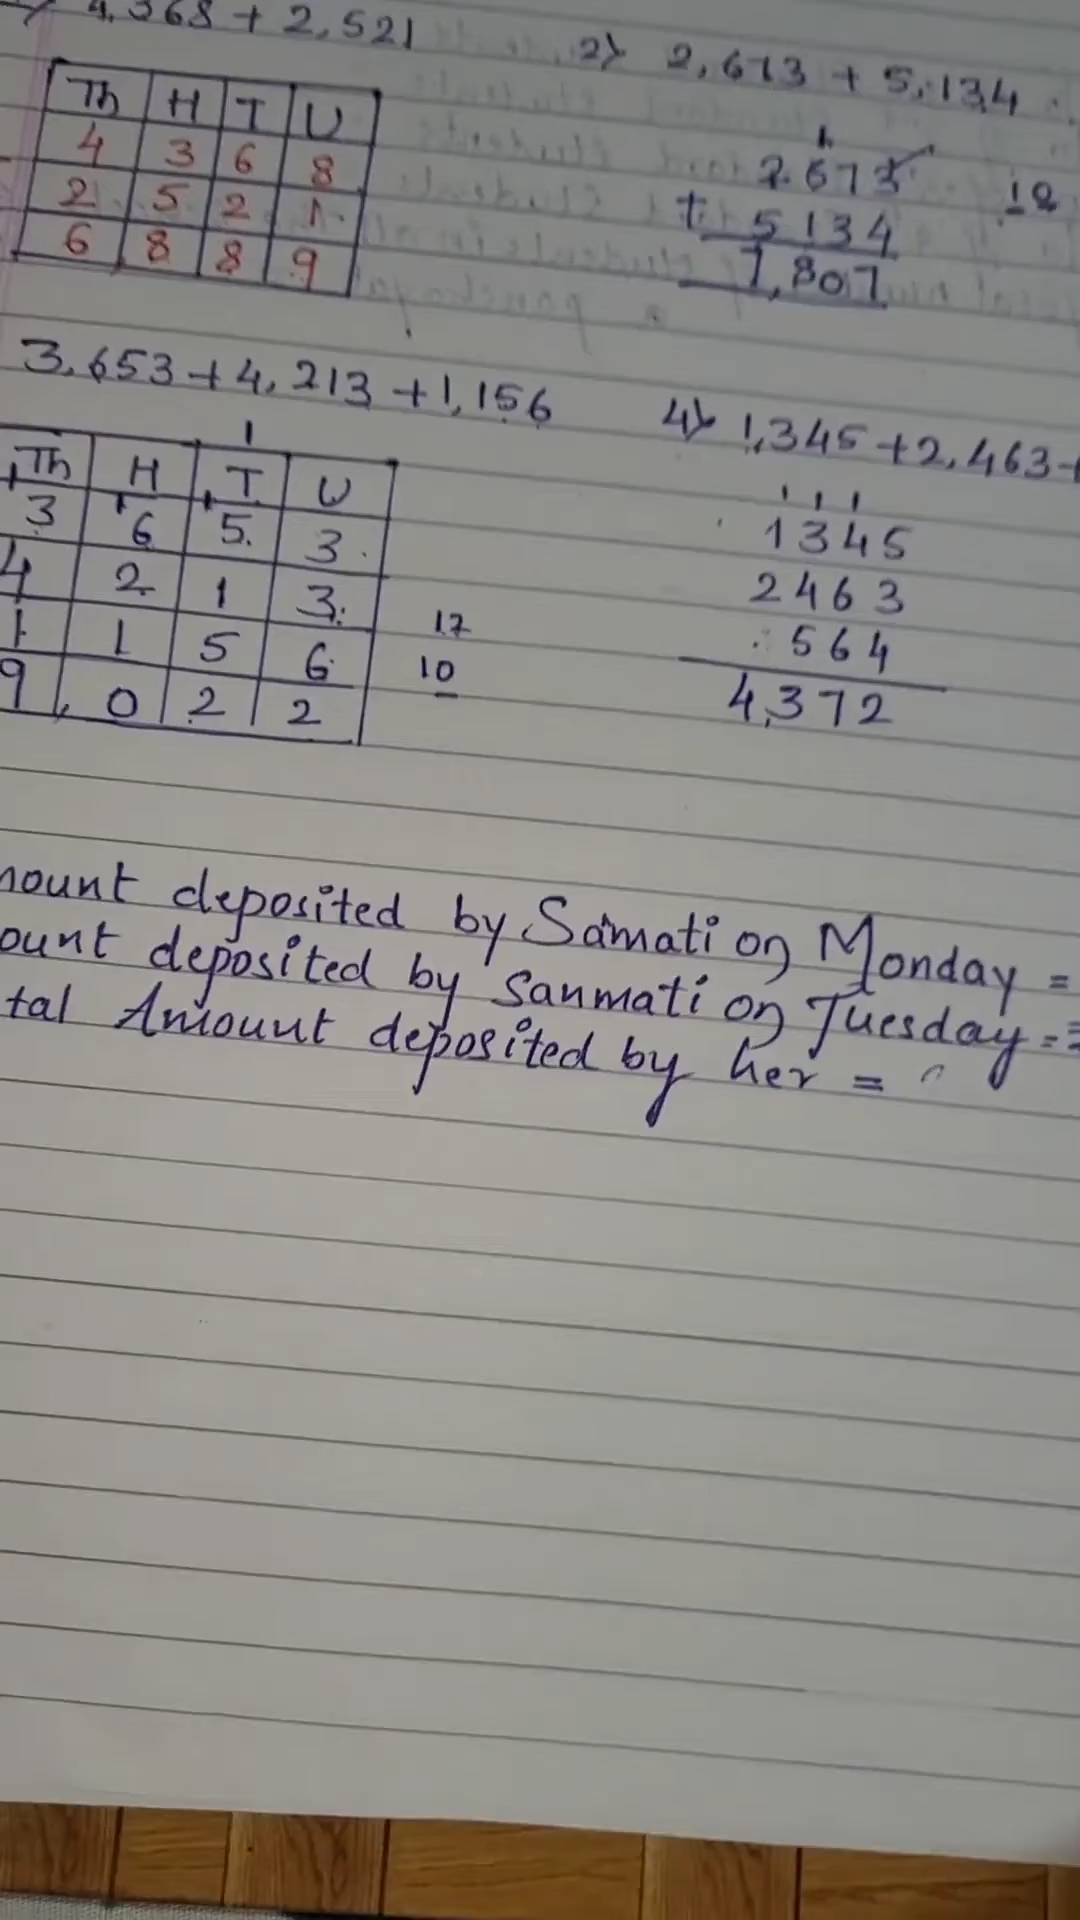 4,368 + 2,521
2) 2,673 + 5,134
Th H T U
4 3 6 8
2 5 2 1
6 8 8 9
2673
+ 5134
7,807
3,653 + 4,213 + 1,156
1
Th H T U
3 6 5 3
4 2 1 3
1 1 5 6
9,0 2 2
17
10
4) 1,345 + 2,463 +
1 1 1
1345
2463
564
4,372
mount deposited by Samati on Monday =
ount deposited by Sanmati on Tuesday =
tal Amount deposited by her =